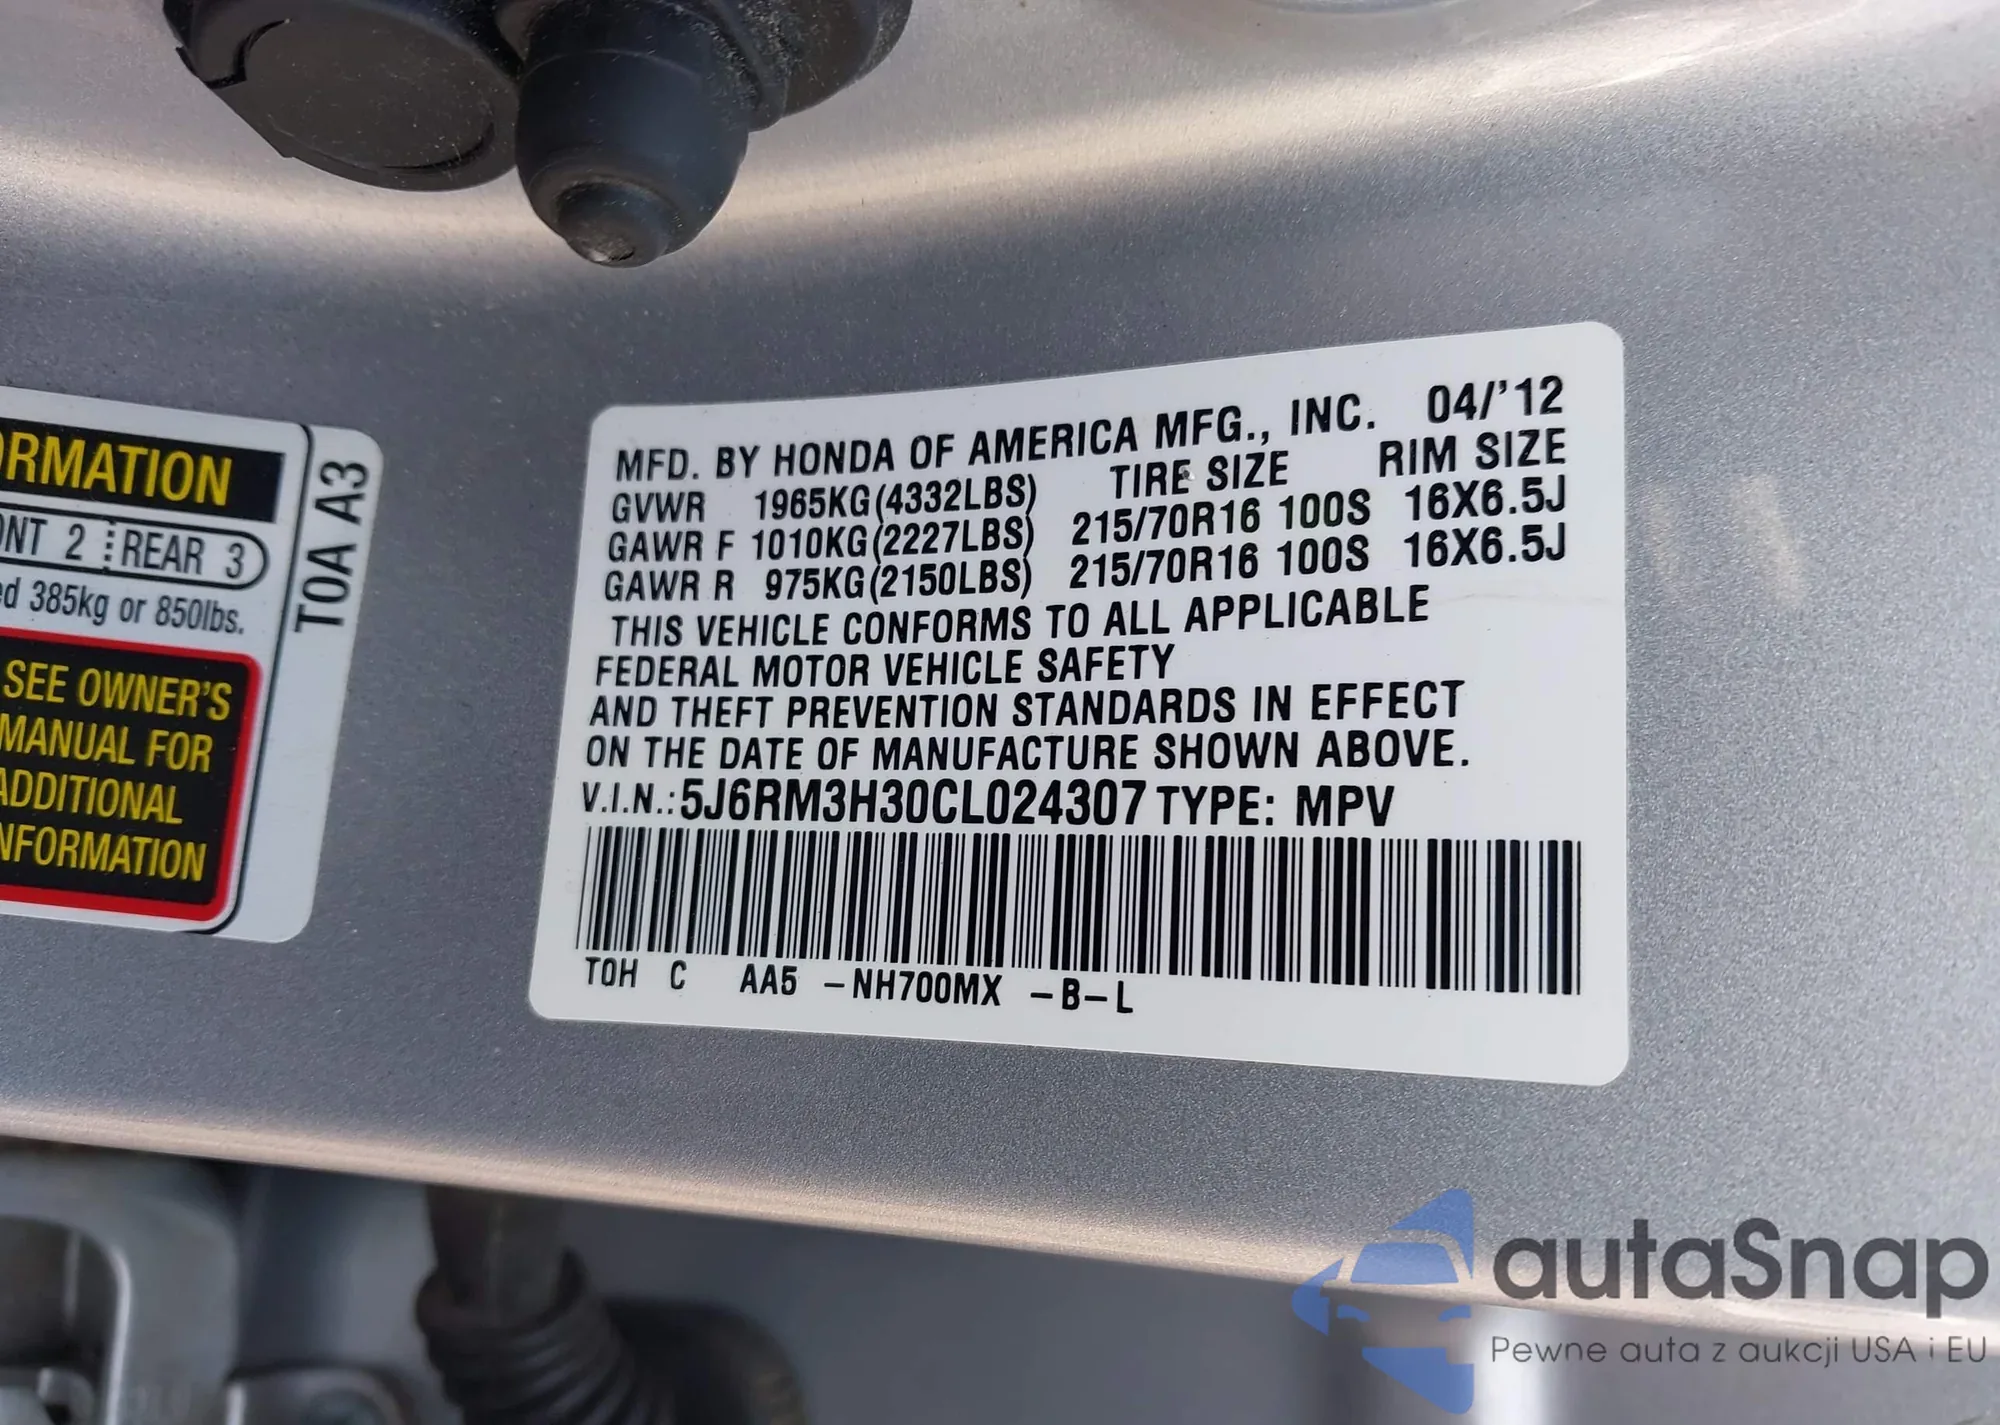 ORMATION
ONT 2 REAR 3
ed 385kg or 850lbs.
SEE OWNER'S
MANUAL FOR
ADDITIONAL
INFORMATION
T0A A3
MFD. BY HONDA OF AMERICA MFG., INC. 04/'12
GVWR 1965KG(4332LBS) TIRE SIZE RIM SIZE
GAWR F 1010KG(2227LBS) 215/70R16 100S 16X6.5J
GAWR R 975KG(2150LBS) 215/70R16 100S 16X6.5J
THIS VEHICLE CONFORMS TO ALL APPLICABLE
FEDERAL MOTOR VEHICLE SAFETY
AND THEFT PREVENTION STANDARDS IN EFFECT
ON THE DATE OF MANUFACTURE SHOWN ABOVE.
V.I.N.:5J6RM3H30CL024307 TYPE: MPV
T0H C AA5 -NH700MX -B-L
autaSnap
Pewne auta z aukcji USA i EU